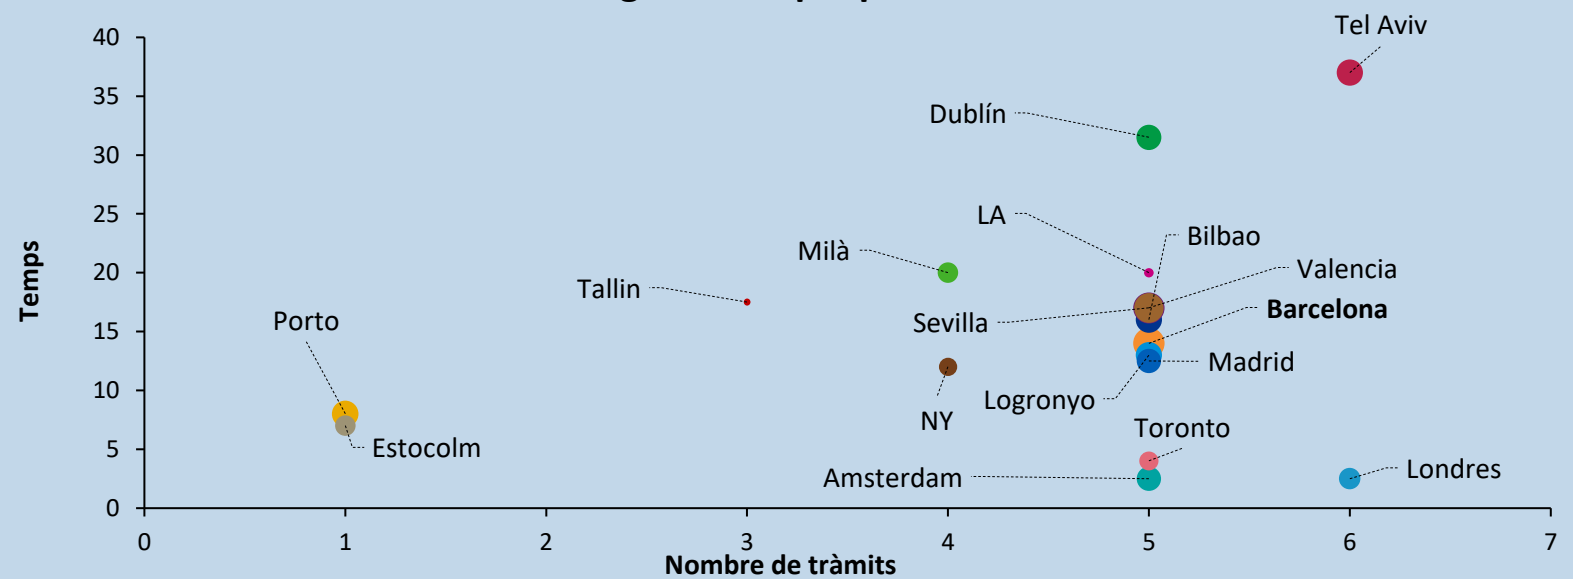 40
Tel Aviv
35
Dublín
30
25
LA
Bilbao
Milà
Valencia
20
Tallin
Barcelona
Porto
Sevilla
15
Madrid
10
Logronyo
NY
Toronto
Estocolm
5
Amsterdam
Londres
0
Temps
0 1 2 3 4 5 6 7
Nombre de tràmits